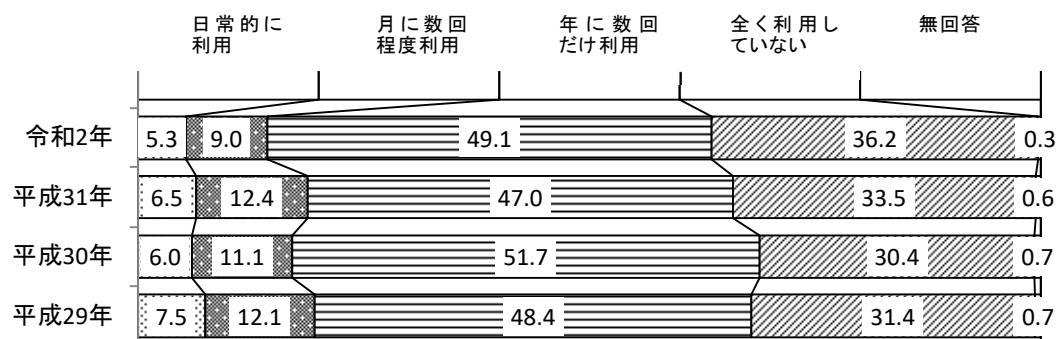 日常的に 月に数回 年に数回 全く利用し 無回答
利用 程度利用 だけ利用 ていない
令和2年 5.3 9.0 49.1 36.2 0.3
平成31年 6.5 12.4 47.0 33.5 0.6
平成30年 6.0 11.1 51.7 30.4 0.7
平成29年 7.5 12.1 48.4 31.4 0.7